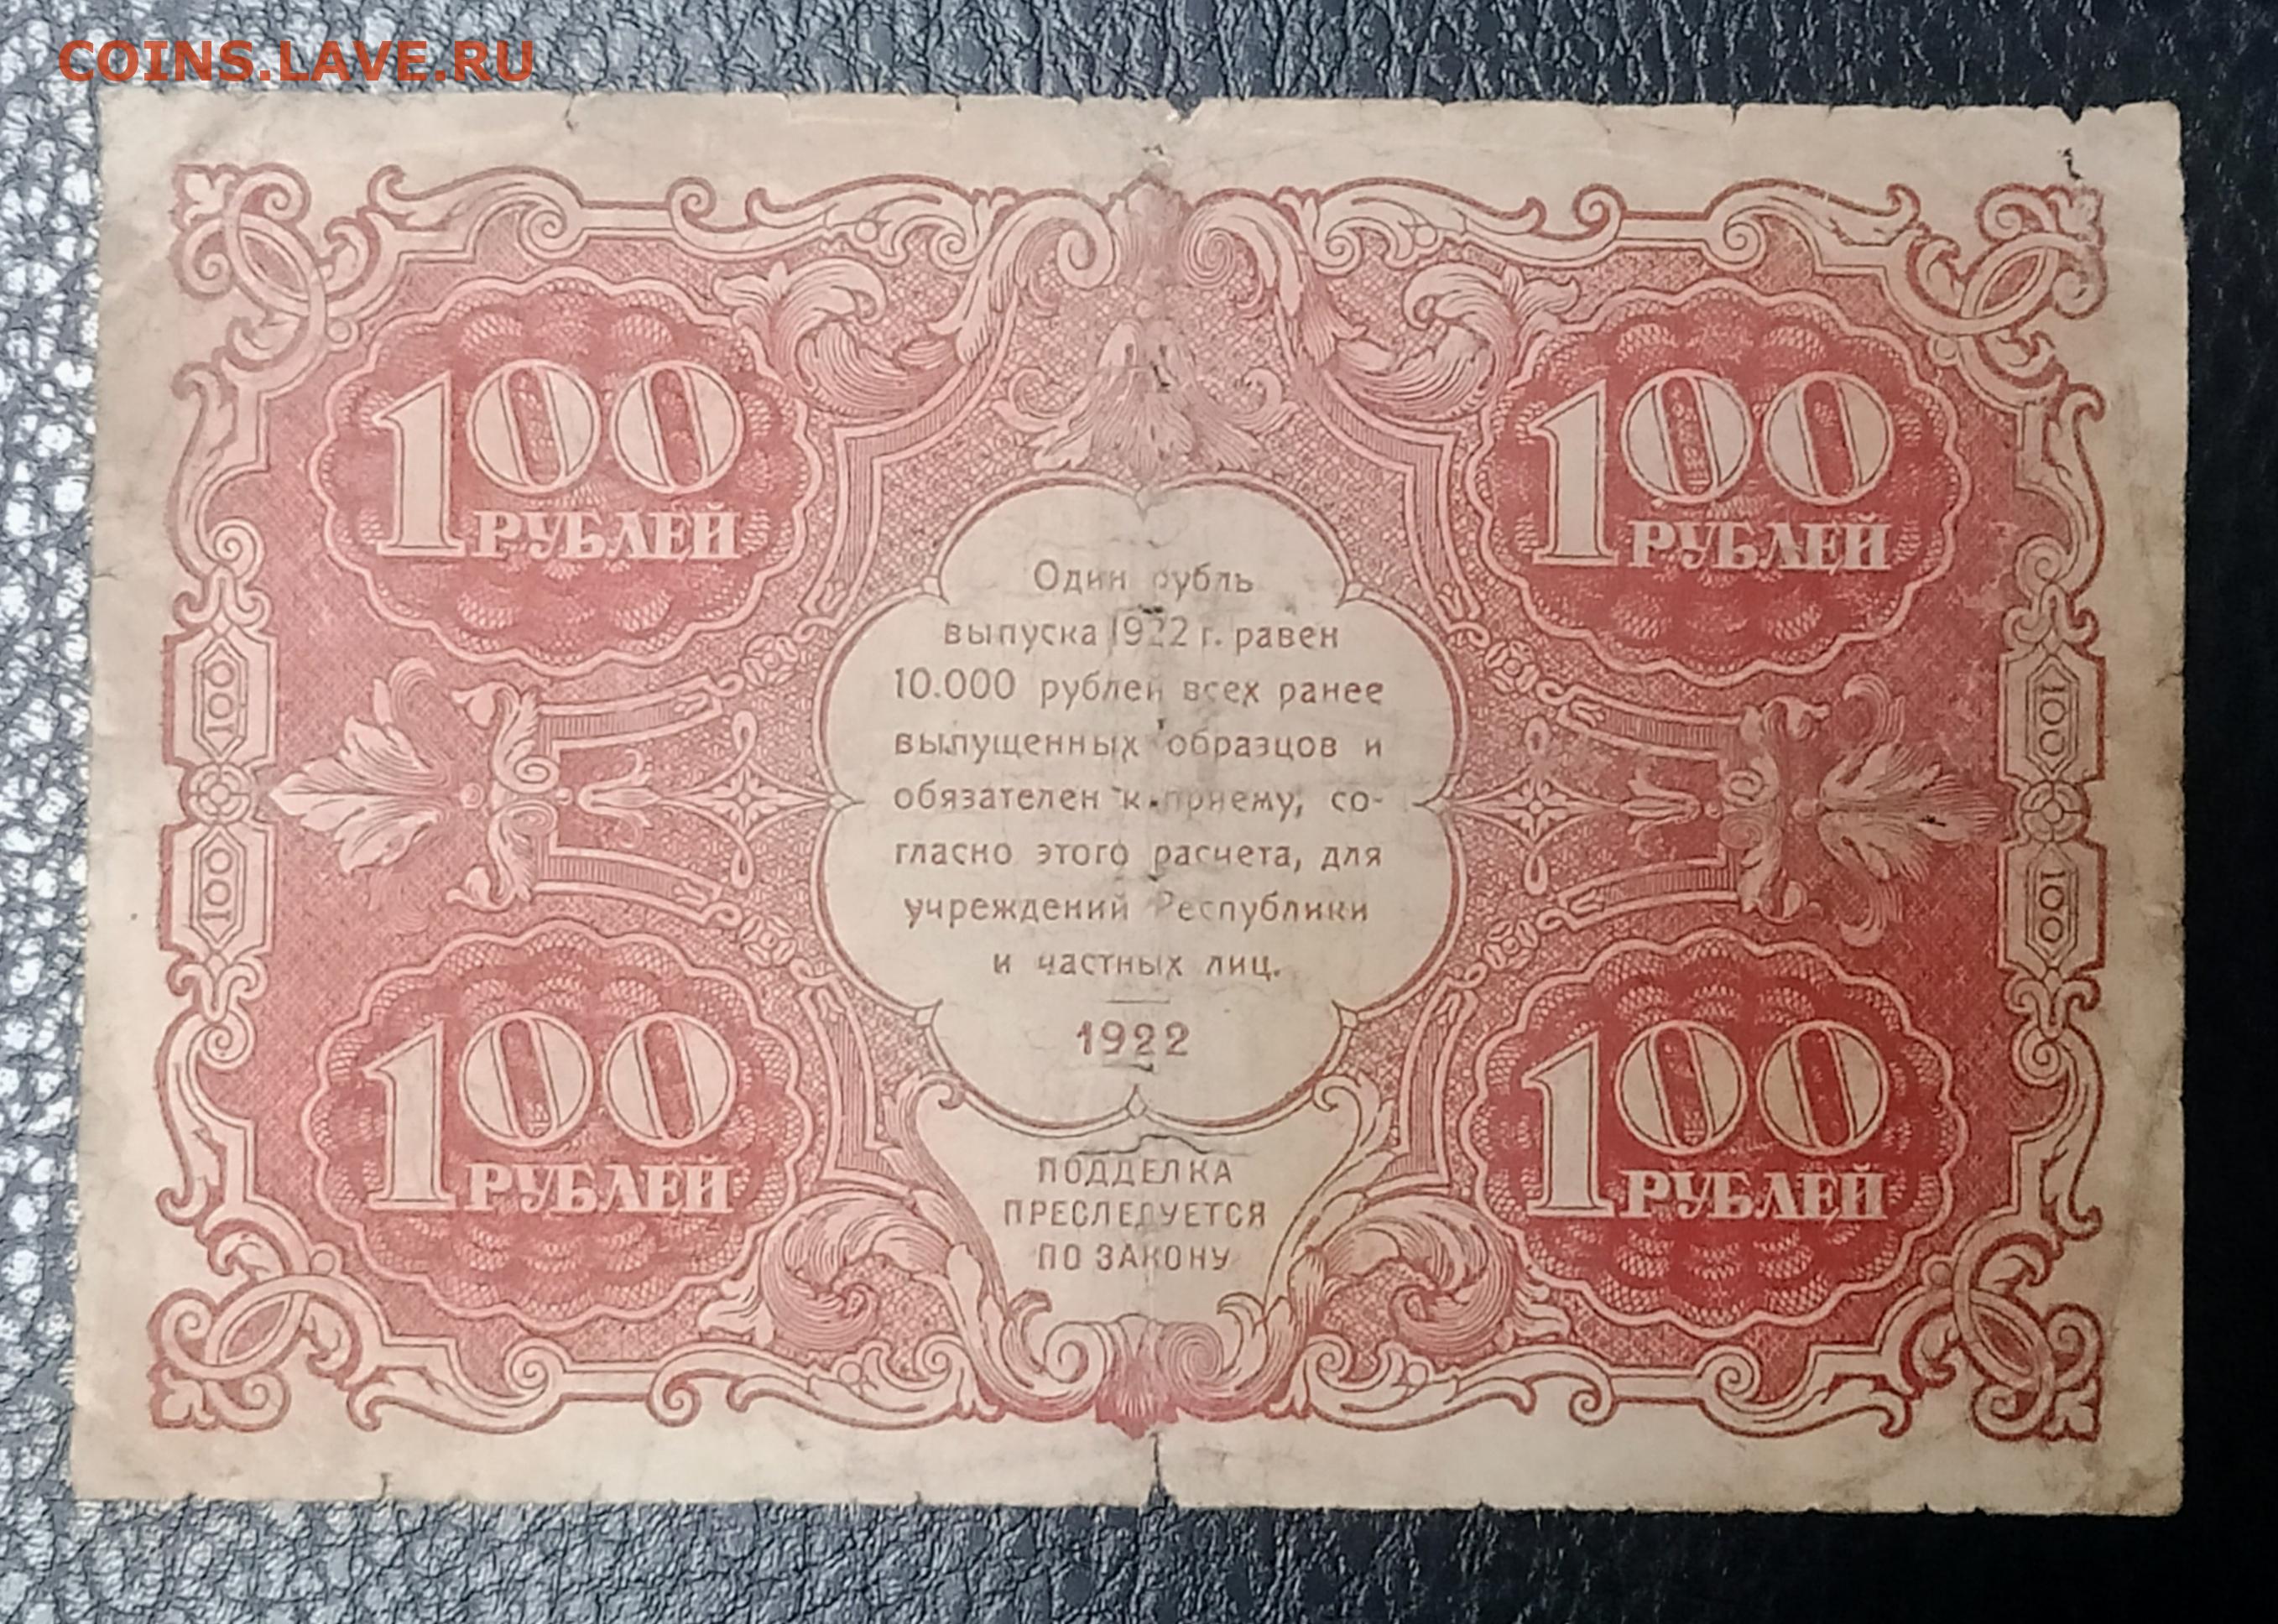 COINS.LAVE.RU
100 РУБЛЕЙ
100 РУБЛЕЙ
Один рубль
выпуска 1922 г. равен
10.000 рублей всех ранее
выпущенных образцов и
обязателен к приему, со-
гласно этого расчета, для
учреждений Республики
и частных лиц.
1922
100
100
100
100
100 РУБЛЕЙ
100 РУБЛЕЙ
ПОДДЕЛКА
ПРЕСЛЕДУЕТСЯ
ПО ЗАКОНУ